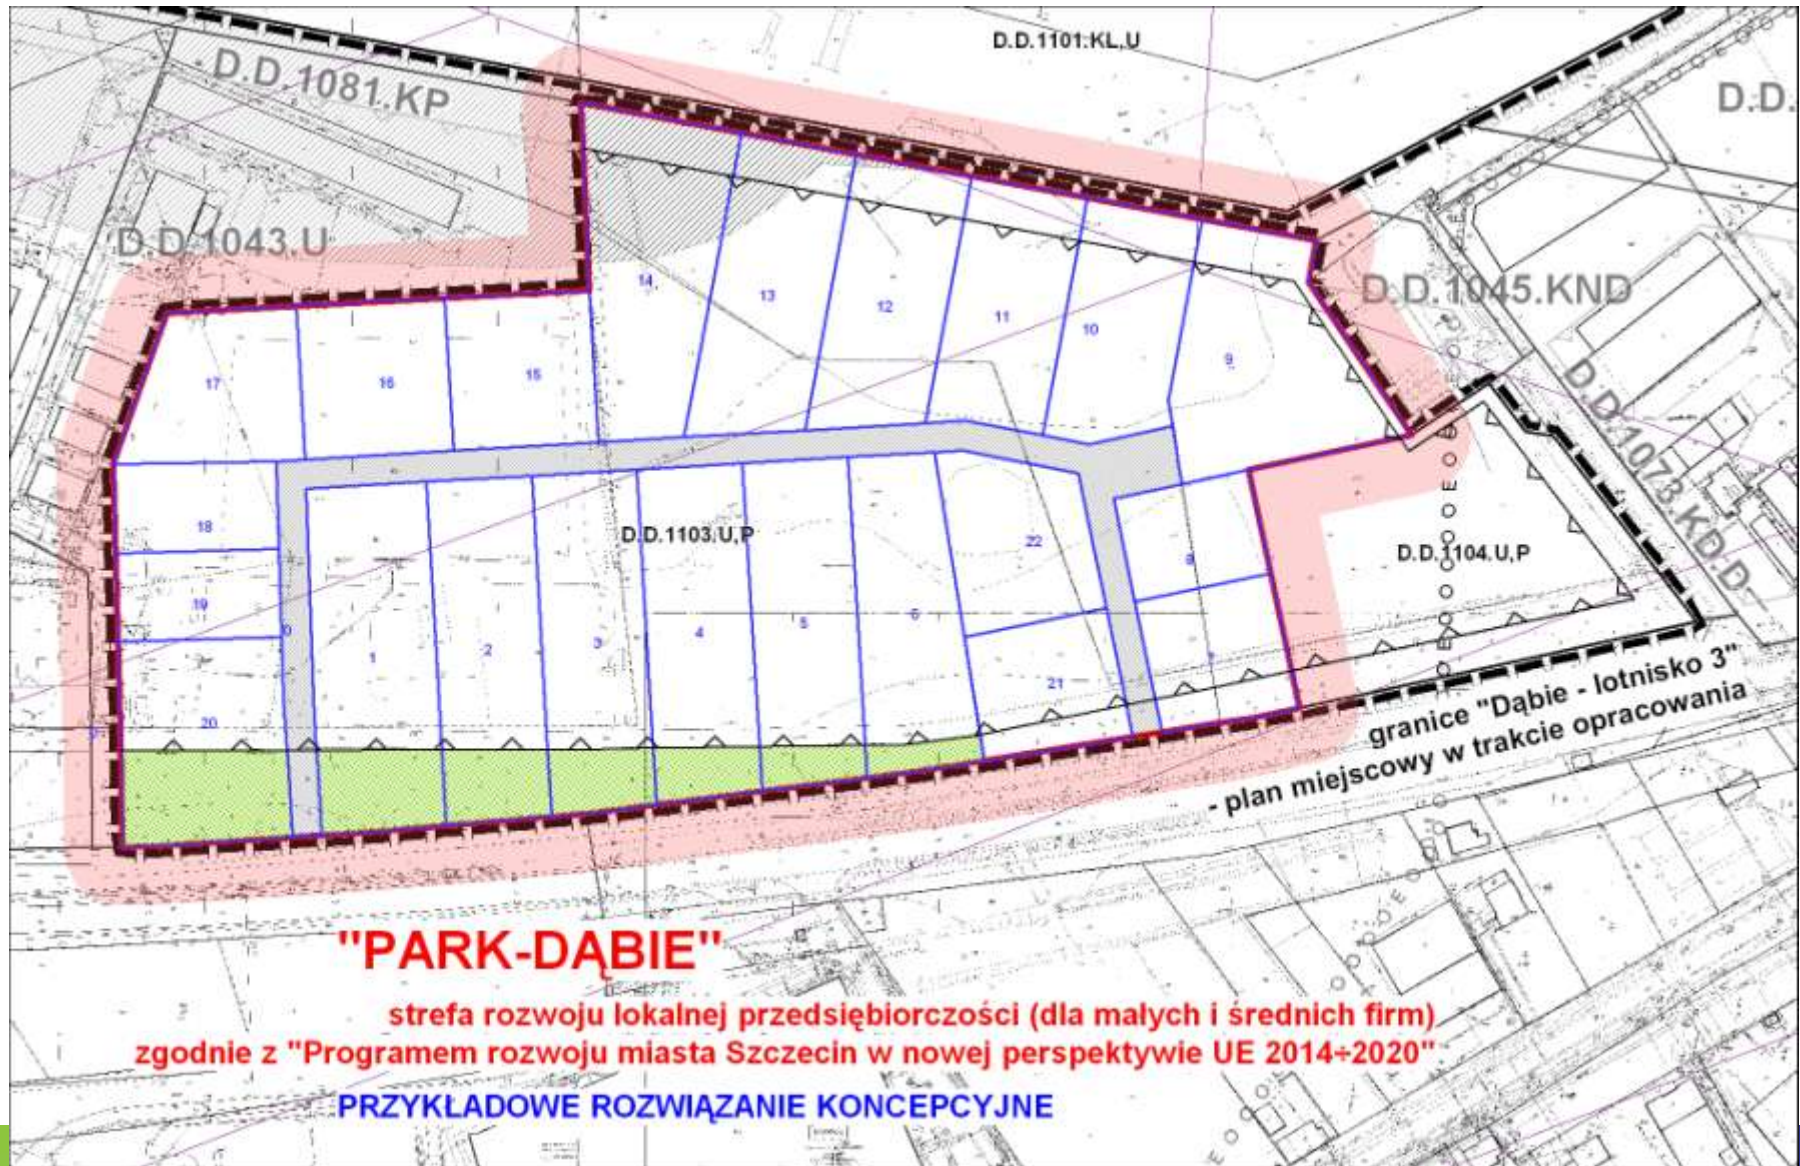 D.D.1101.KL,U
D.D.1081.KP
D.D.
D.D.1043.U
D.D.1045.KND
14
13
12
11
10
9
17
16
15
D.D.1073.KD.D
18
D.D.1103.U,P
22
8
D.D.1104.U,P
19
0
1
2
3
4
5
6
7
21
20
granice "Dąbie - lotnisko 3"
- plan miejscowy w trakcie opracowania
"PARK-DĄBIE"
strefa rozwoju lokalnej przedsiębiorczości (dla małych i średnich firm)
zgodnie z "Programem rozwoju miasta Szczecin w nowej perspektywie UE 2014÷2020"
PRZYKŁADOWE ROZWIĄZANIE KONCEPCYJNE